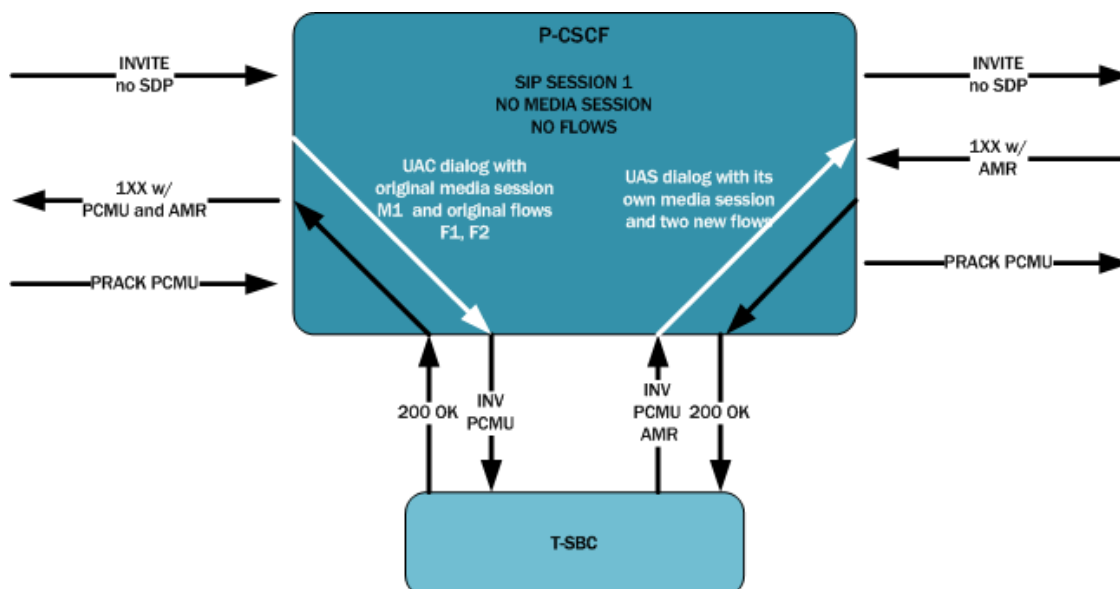 P-CSCF
SIP SESSION 1
NO MEDIA SESSION
NO FLOWS
INVITE
no SDP
1XX w/
PCMU and AMR
PRACK PCMU
UAC dialog with
original media session
M1 and original flows
F1, F2
UAS dialog with its
own media session
and two new flows
INVITE
no SDP
1XX w/
AMR
PRACK PCMU
200 OK
INV
PCMU
INV
PCMU
AMR
200 OK
T-SBC